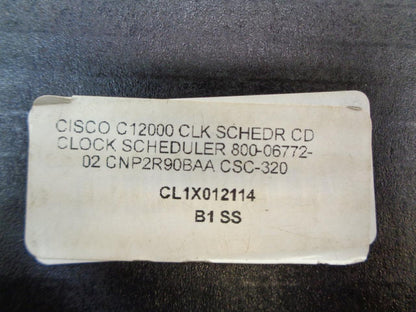 CISCO C12000 CLK SCHEDR CD
CLOCK SCHEDULER 800-06772-
02 CNP2R90BAA CSC-320
CL1X012114
B1 SS